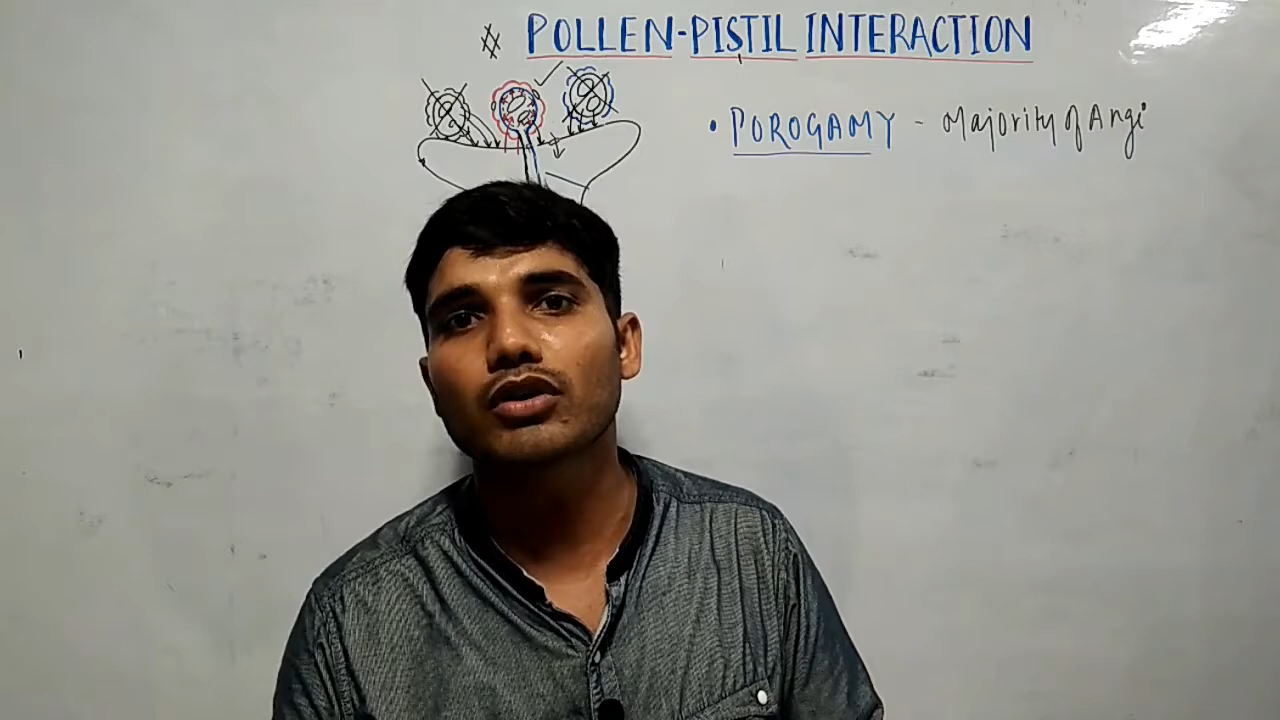 * POLLEN-PISTIL INTERACTION
• POROGAMY - Majority of Angi